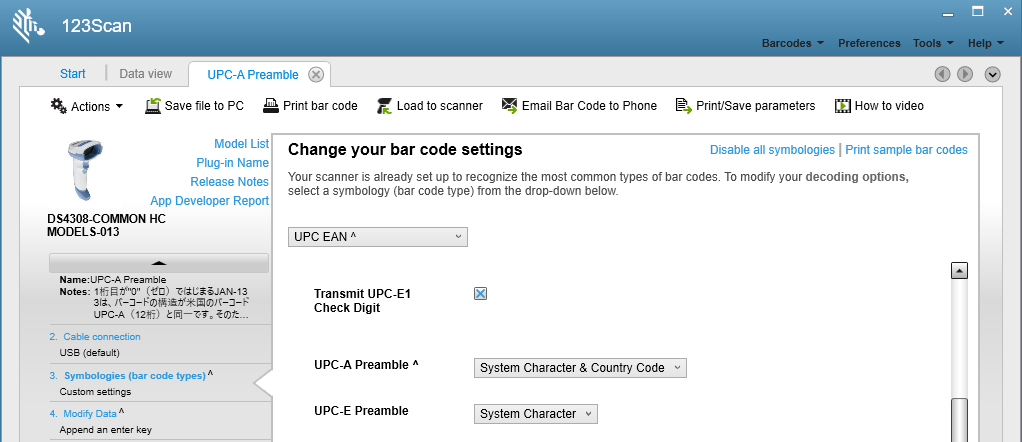 123Scan
Barcodes Preferences Tools Help
Start Data view UPC-A Preamble
Actions Save file to PC Print bar code Load to scanner Email Bar Code to Phone Print/Save parameters How to video
Model List
Plug-in Name
Release Notes
App Developer Report
DS4308-COMMON HC
MODELS-013
Name:UPC-A Preamble
Notes: 1桁目が"0"（ゼロ）ではじまるJAN-13
3は、バーコードの構造が米国のバーコード
UPC-A（12桁）と同一です。そのた...
2. Cable connection
USB (default)
3. Symbologies (bar code types) ^
Custom settings
4. Modify Data ^
Append an enter key
Change your bar code settings
Disable all symbologies | Print sample bar codes
Your scanner is already set up to recognize the most common types of bar codes. To modify your decoding options,
select a symbology (bar code type) from the drop-down below.
UPC EAN ^
Transmit UPC-E1
Check Digit
UPC-A Preamble ^ System Character & Country Code
UPC-E Preamble System Character